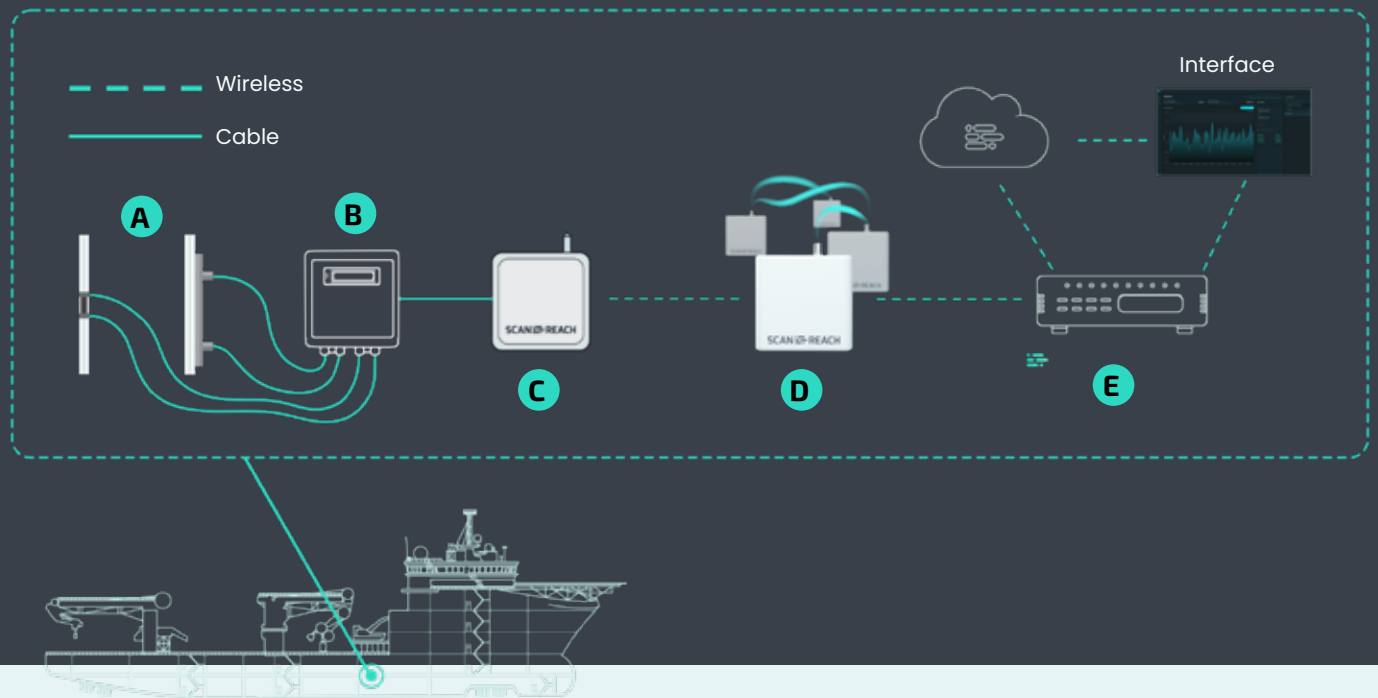 Interface
Wireless
Cable
A
B
SCAN REACH
C
SCAN REACH
D
E